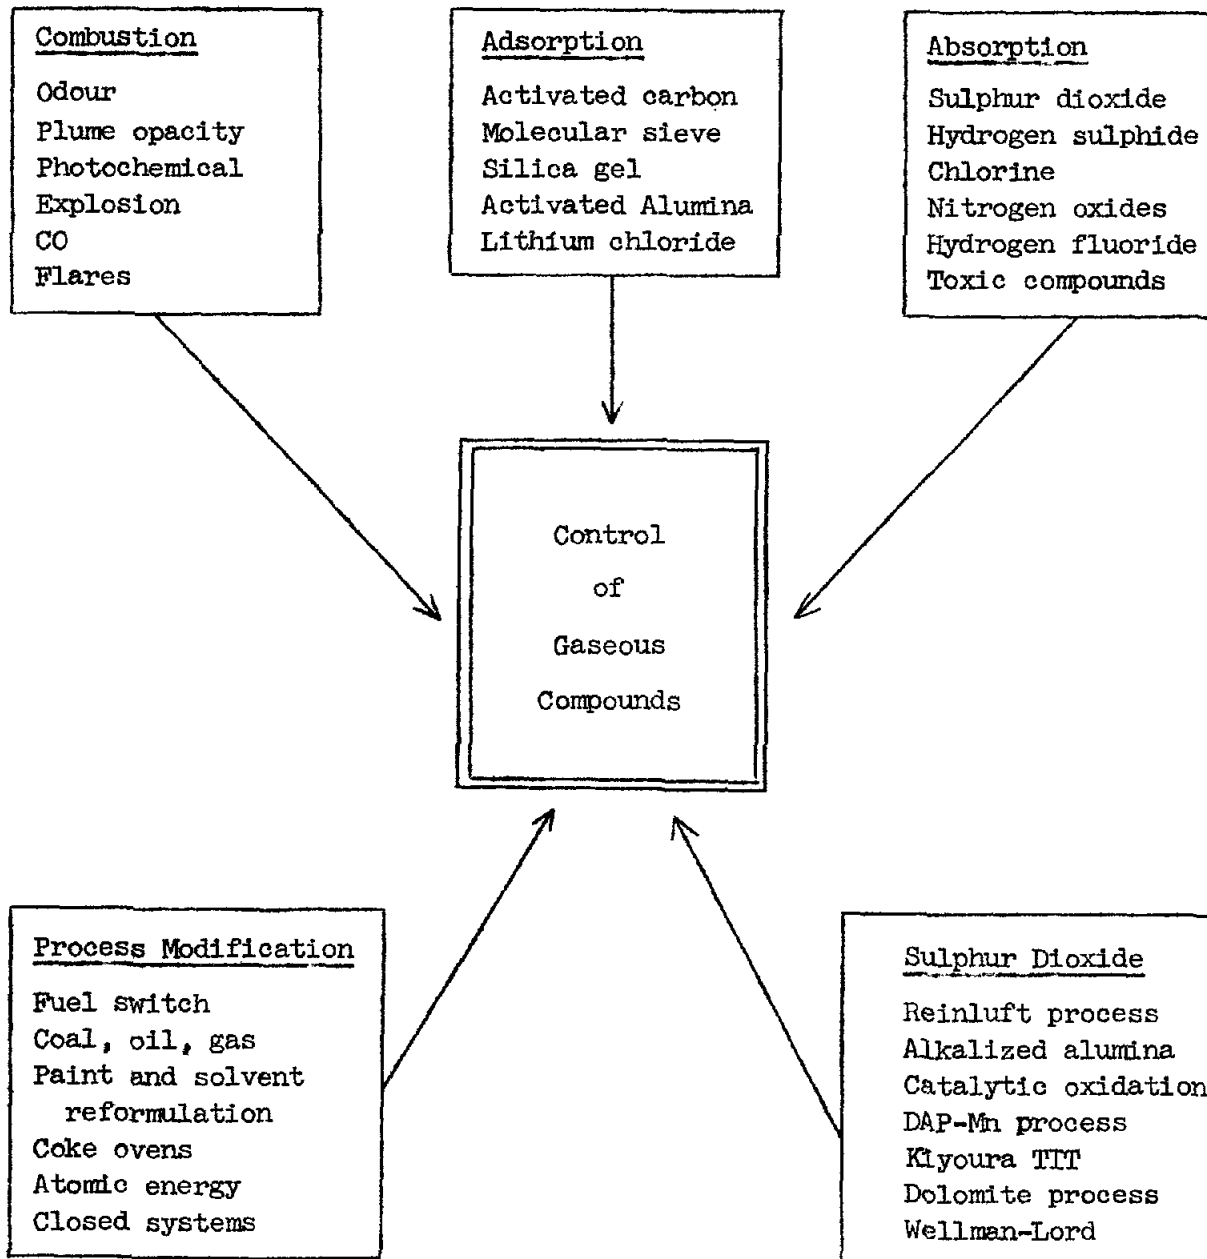 Combustion
Odour
Plume opacity
Photochemical
Explosion
CO
Flares
Adsorption
Activated carbon
Molecular sieve
Silica gel
Activated Alumina
Lithium chloride
Absorption
Sulphur dioxide
Hydrogen sulphide
Chlorine
Nitrogen oxides
Hydrogen fluoride
Toxic compounds
Control
of
Gaseous
Compounds
Process Modification
Fuel switch
Coal, oil, gas
Paint and solvent
reformulation
Coke ovens
Atomic energy
Closed systems
Sulphur Dioxide
Reinluft process
Alkalized alumina
Catalytic oxidation
DAP-Mn process
Kiyoura TIT
Dolomite process
Wellman-Lord